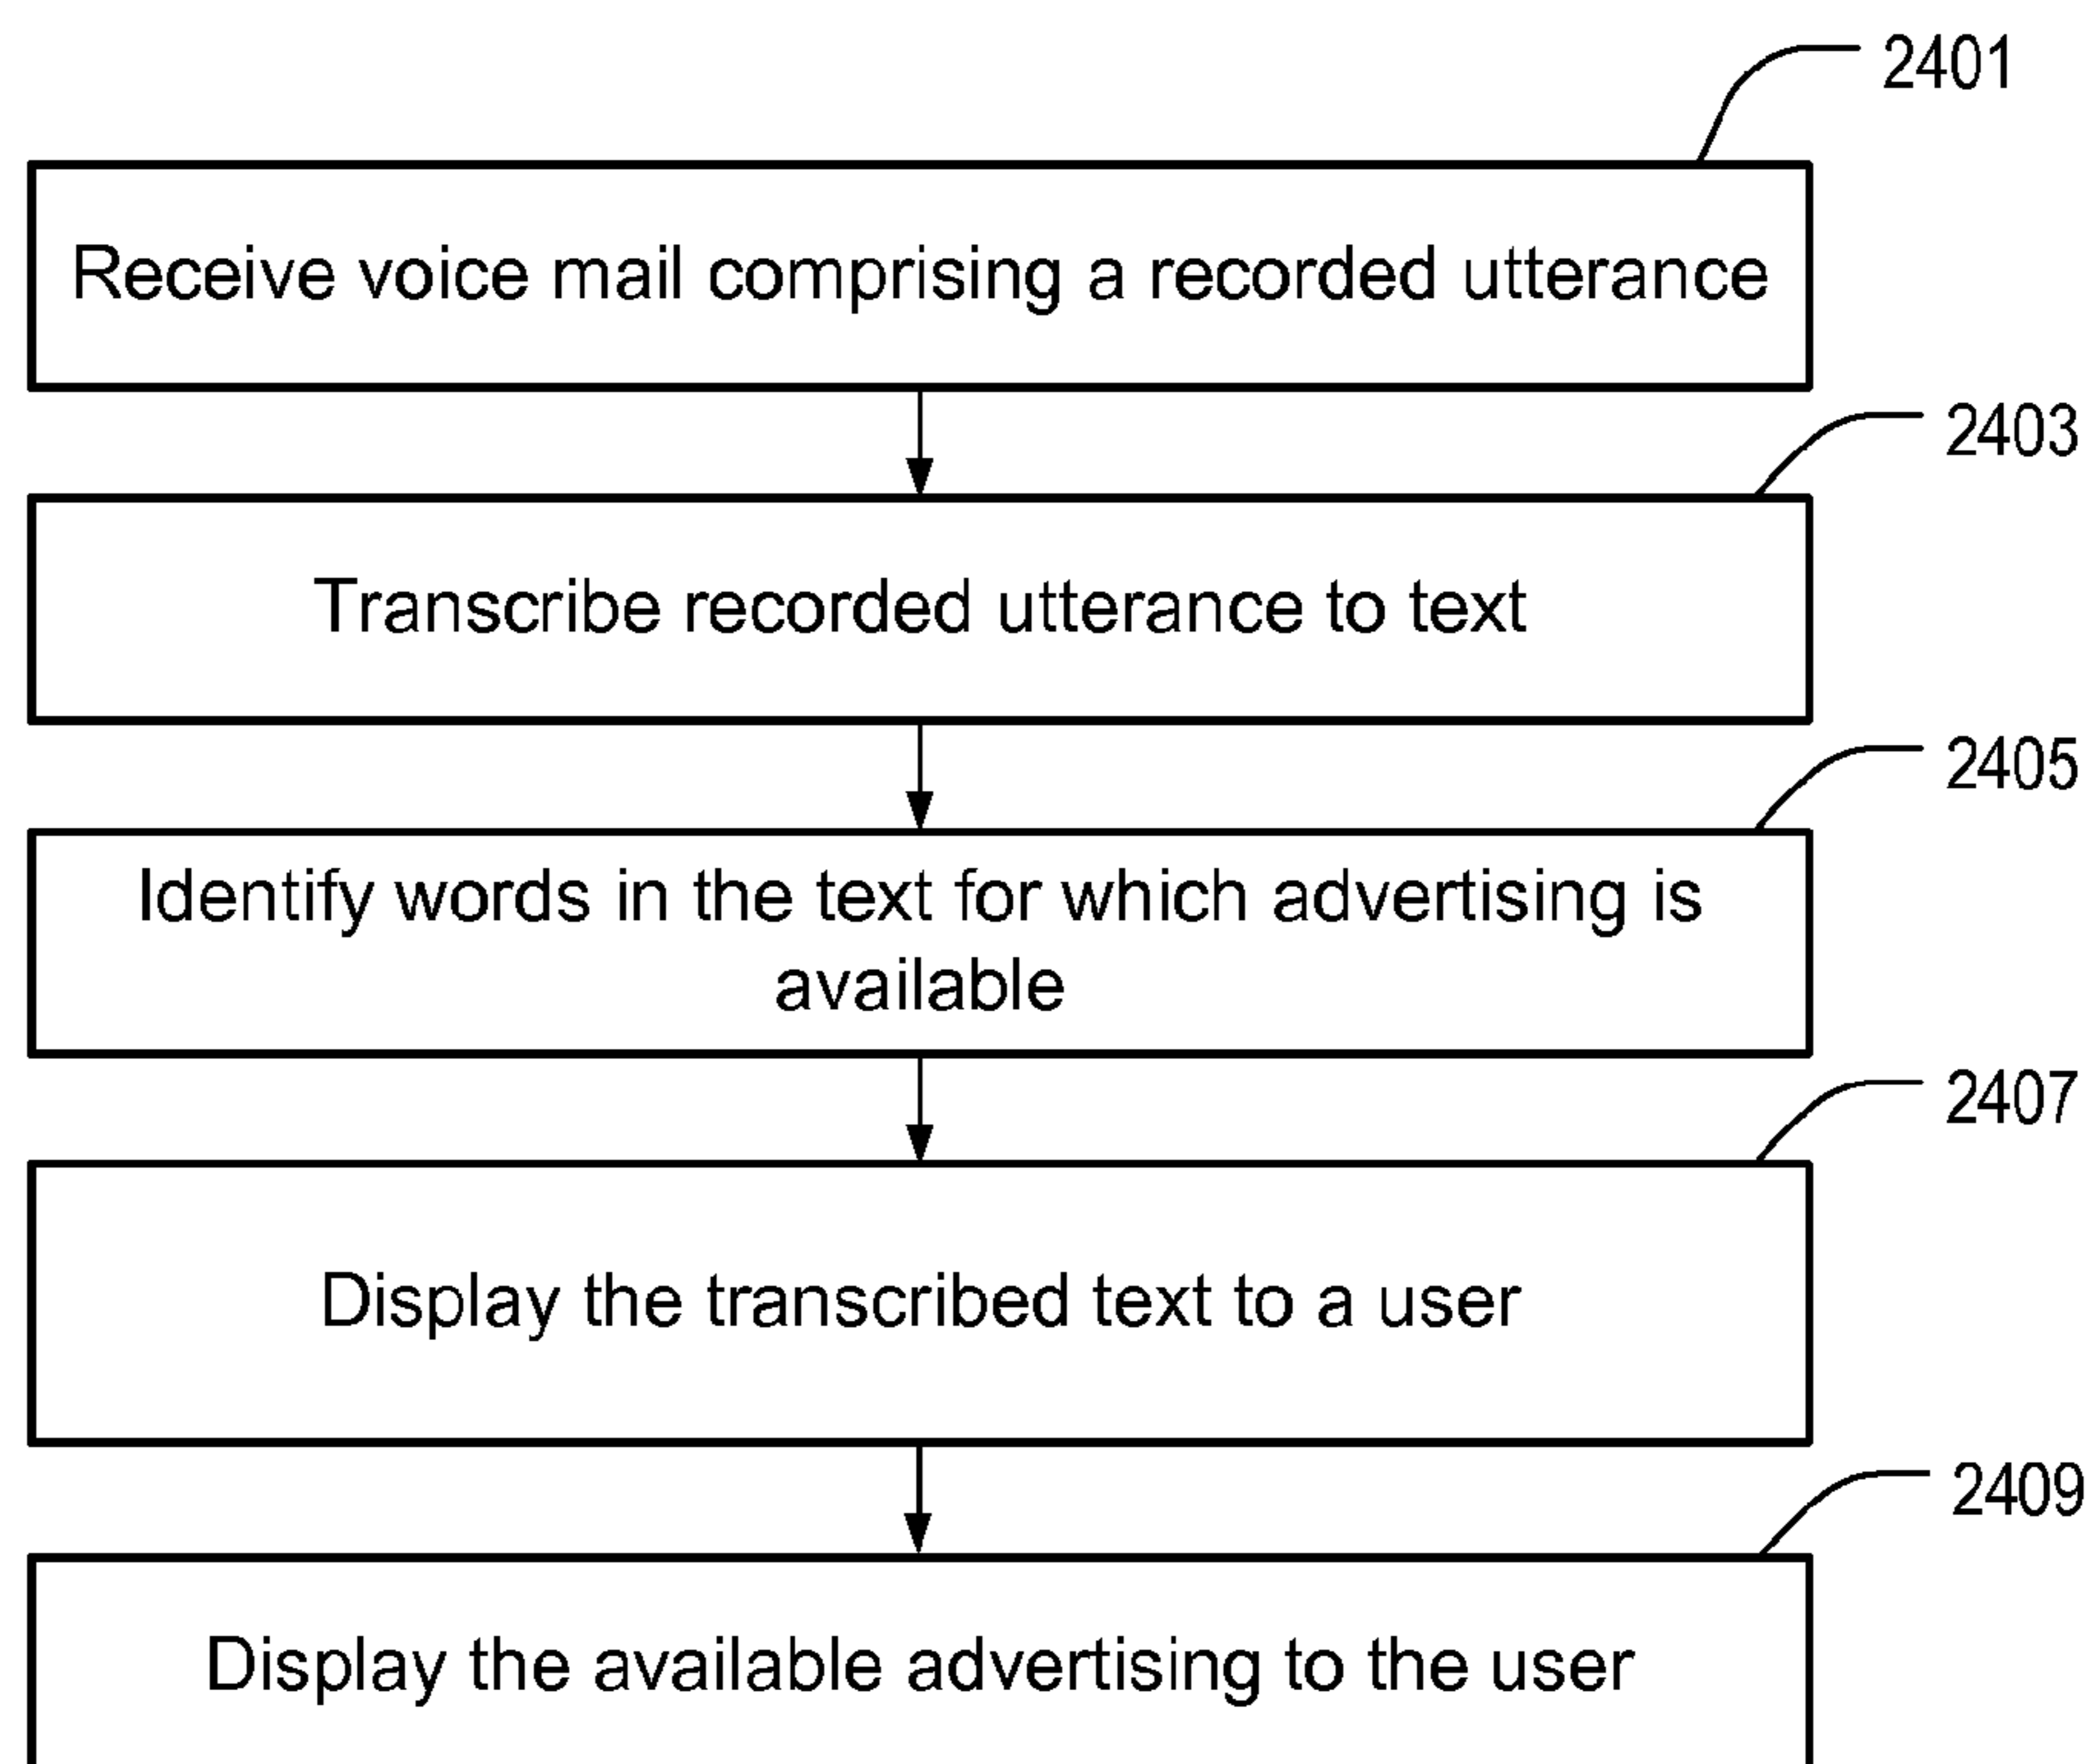 2401
Receive voice mail comprising a recorded utterance
2403
Transcribe recorded utterance to text
2405
Identify words in the text for which advertising is
available
2407
Display the transcribed text to a user
2409
Display the available advertising to the user